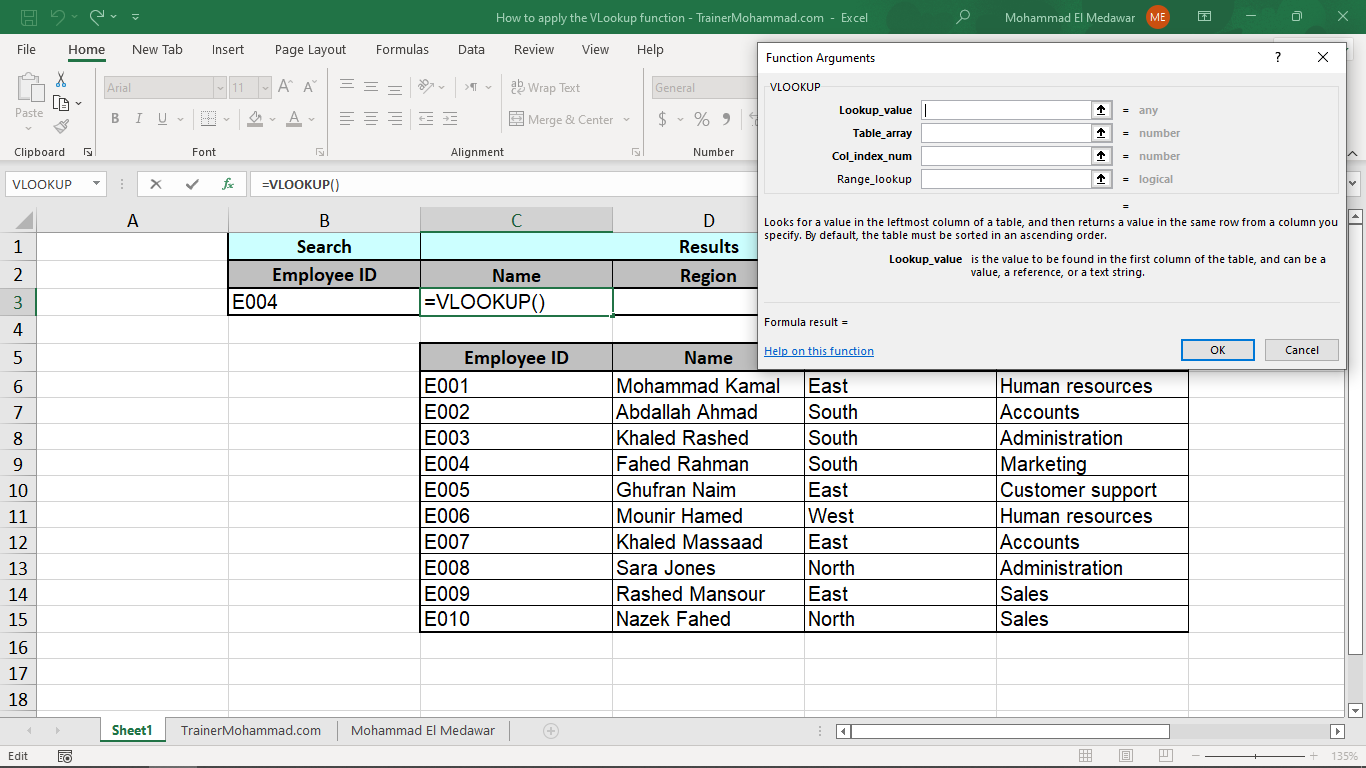 How to apply the VLookup function - TrainerMohammad.com - Excel
Mohammad El Medawar
ME
File Home New Tab Insert Page Layout Formulas Data Review View Help
Paste
Clipboard
Arial 11
B I U
Font
Wrap Text
Merge & Center
Alignment
General
$ % 9
Number
VLOOKUP
=VLOOKUP()
Function Arguments
VLOOKUP
Lookup_value = any
Table_array = number
Col_index_num = number
Range_lookup = logical
=
Looks for a value in the leftmost column of a table, and then returns a value in the same row from a column you
specify. By default, the table must be sorted in an ascending order.
Lookup_value is the value to be found in the first column of the table, and can be a
value, a reference, or a text string.
Formula result =
Help on this function
OK Cancel
A B C D
1 Search Results
2 Employee ID Name Region
3 E004 =VLOOKUP()
4
5 Employee ID Name
6 E001 Mohammad Kamal East Human resources
7 E002 Abdallah Ahmad South Accounts
8 E003 Khaled Rashed South Administration
9 E004 Fahed Rahman South Marketing
10 E005 Ghufran Naim East Customer support
11 E006 Mounir Hamed West Human resources
12 E007 Khaled Massaad East Accounts
13 E008 Sara Jones North Administration
14 E009 Rashed Mansour East Sales
15 E010 Nazek Fahed North Sales
16
17
18
Sheet1 TrainerMohammad.com Mohammad El Medawar
Edit
135%